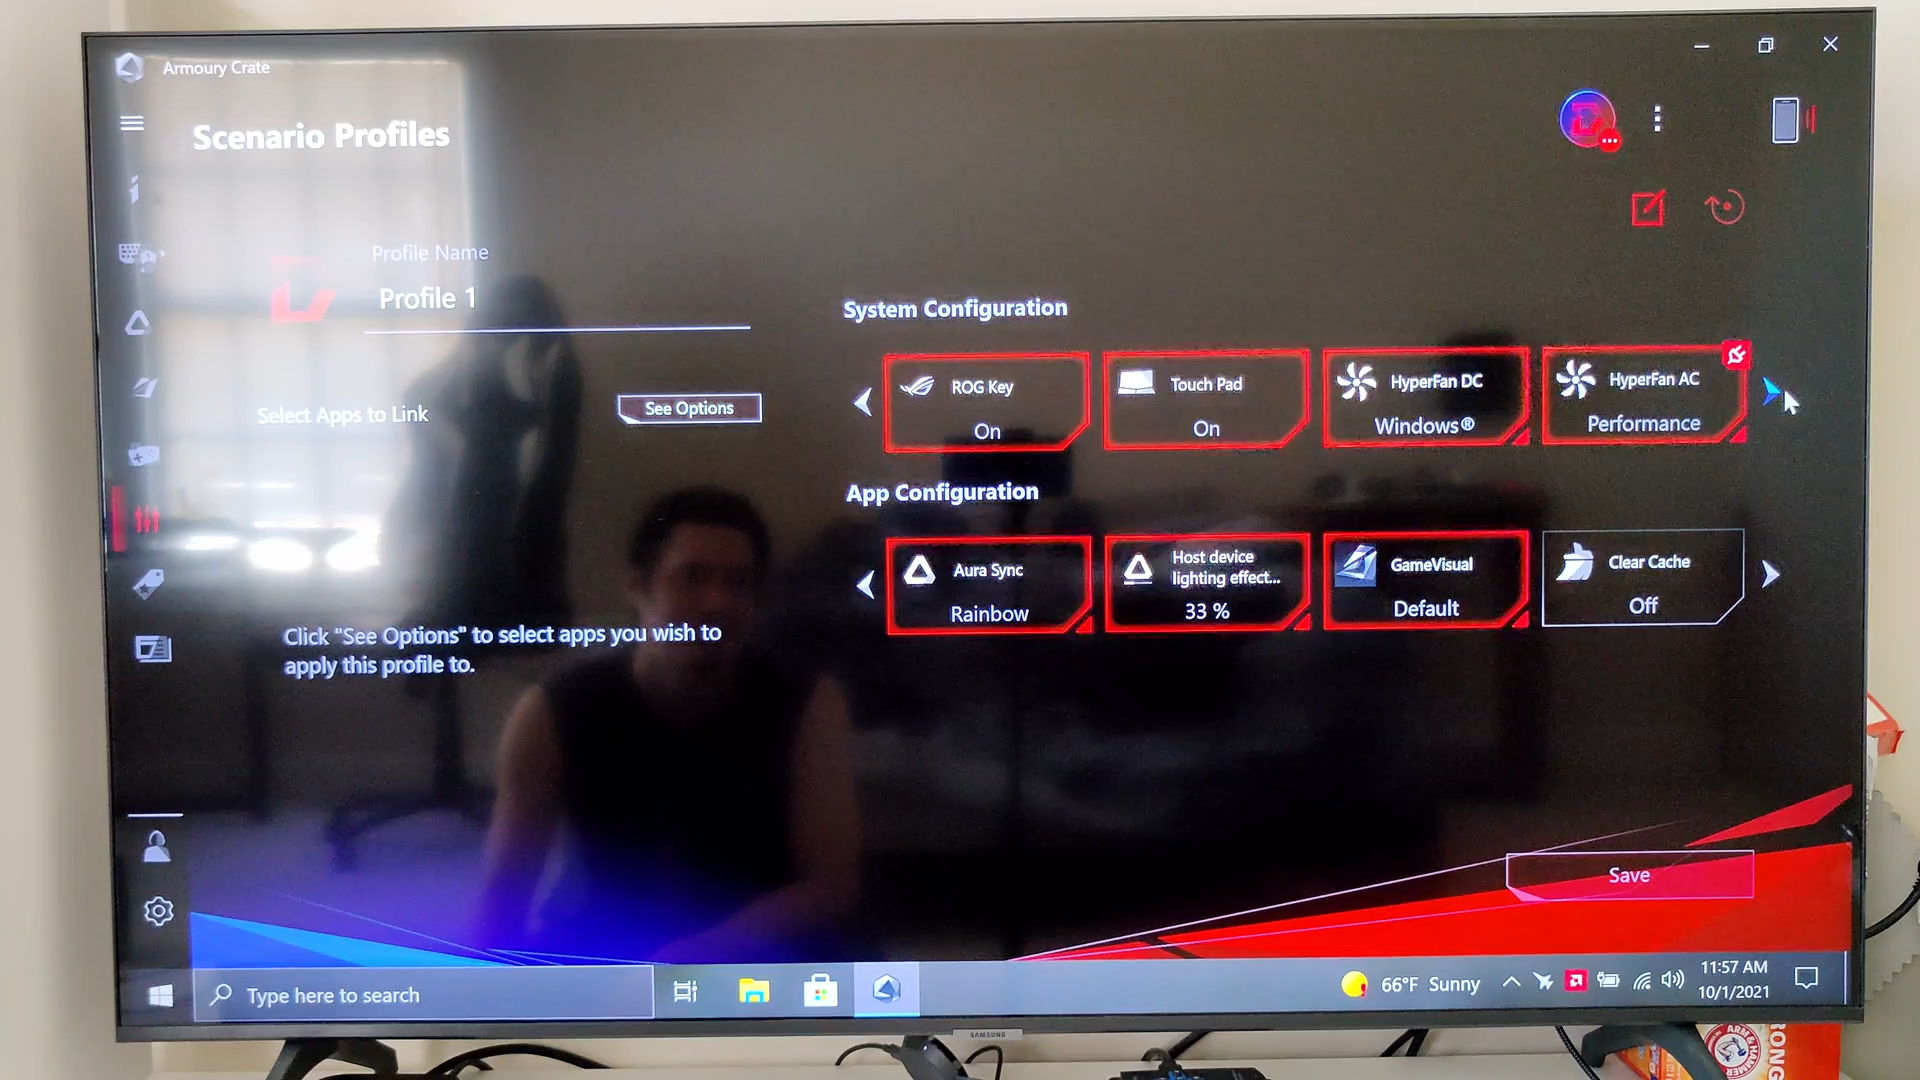 Armoury Crate
Scenario Profiles
Profile Name
Profile 1
Select Apps to Link
See Options
Click "See Options" to select apps you wish to
apply this profile to.
System Configuration
ROG Key
On
Touch Pad
On
HyperFan DC
Windows®
HyperFan AC
Performance
App Configuration
Aura Sync
Rainbow
Host device
lighting effect...
33 %
GameVisual
Default
Clear Cache
Off
Save
Type here to search
66°F Sunny
11:57 AM
10/1/2021
SAMSUNG
ARM &
HAMMER